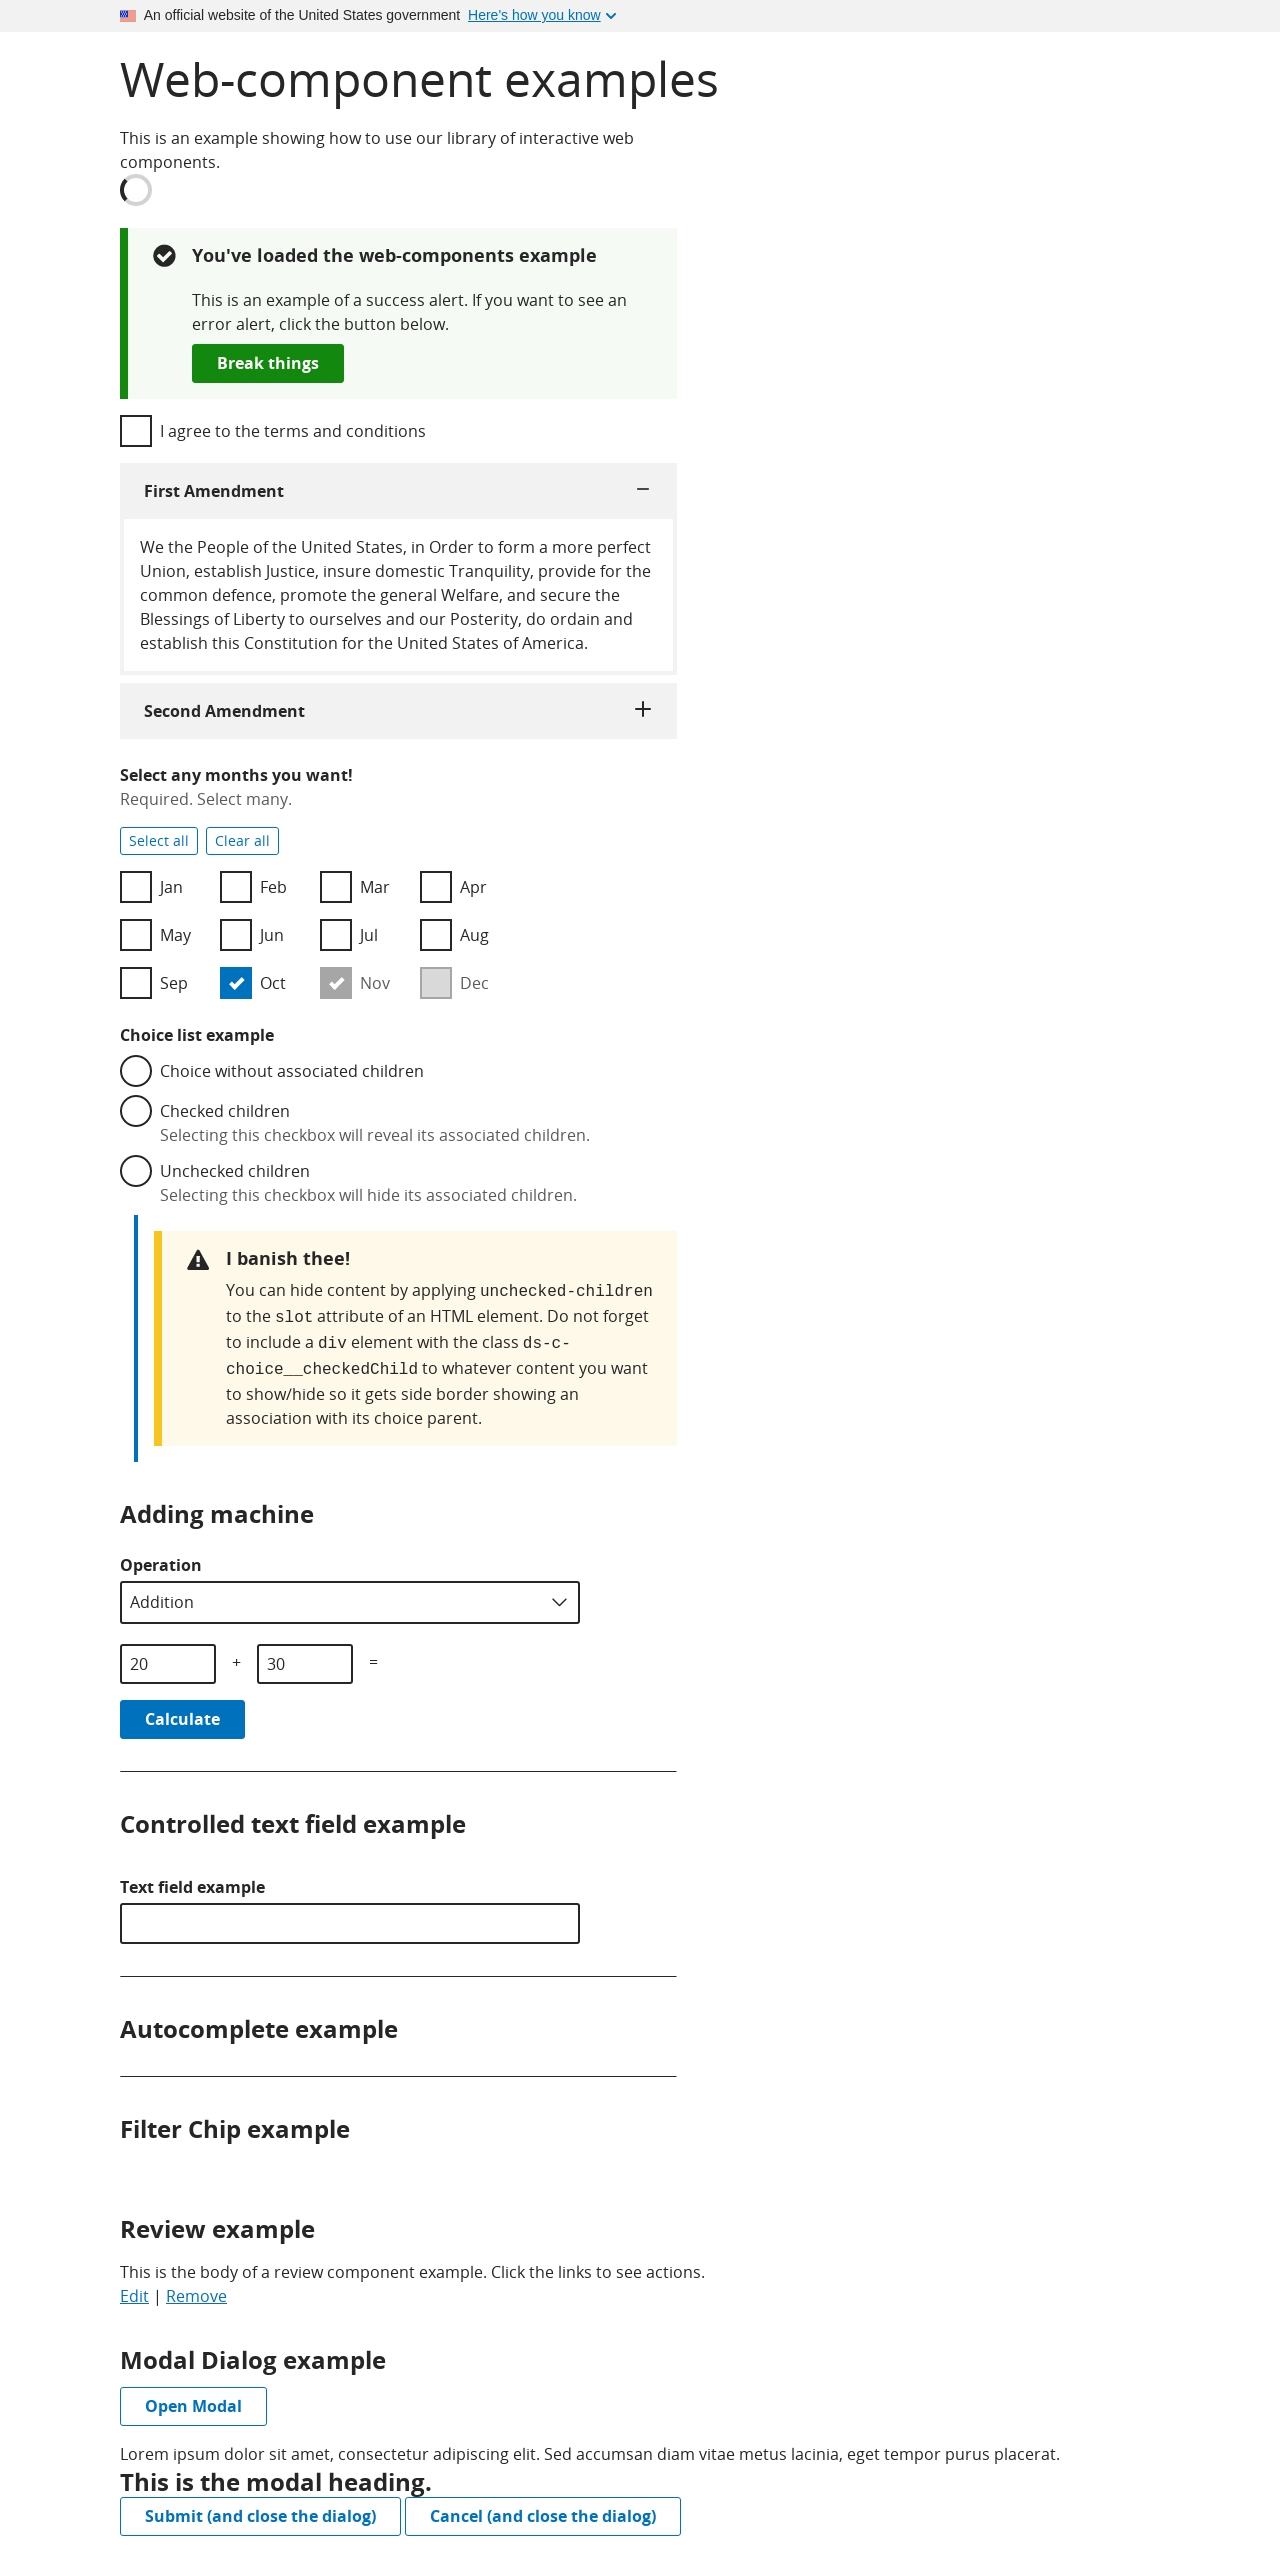 An official website of the United States government Here's how you know
Web-component examples
This is an example showing how to use our library of interactive web
components.
You've loaded the web-components example
This is an example of a success alert. If you want to see an
error alert, click the button below.
Break things
I agree to the terms and conditions
First Amendment
We the People of the United States, in Order to form a more perfect
Union, establish Justice, insure domestic Tranquility, provide for the
common defence, promote the general Welfare, and secure the
Blessings of Liberty to ourselves and our Posterity, do ordain and
establish this Constitution for the United States of America.
Second Amendment
Select any months you want!
Required. Select many.
Select all Clear all
Jan Feb Mar Apr
May Jun Jul Aug
Sep Oct Nov Dec
Choice list example
Choice without associated children
Checked children
Selecting this checkbox will reveal its associated children.
Unchecked children
Selecting this checkbox will hide its associated children.
I banish thee!
You can hide content by applying unchecked-children
to the slot attribute of an HTML element. Do not forget
to include a div element with the class ds-c-
choice__checkedChild to whatever content you want
to show/hide so it gets side border showing an
association with its choice parent.
Adding machine
Operation
Addition
20 + 30 =
Calculate
Controlled text field example
Text field example
Autocomplete example
Filter Chip example
Review example
This is the body of a review component example. Click the links to see actions.
Edit | Remove
Modal Dialog example
Open Modal
Lorem ipsum dolor sit amet, consectetur adipiscing elit. Sed accumsan diam vitae metus lacinia, eget tempor purus placerat.
This is the modal heading.
Submit (and close the dialog) Cancel (and close the dialog)